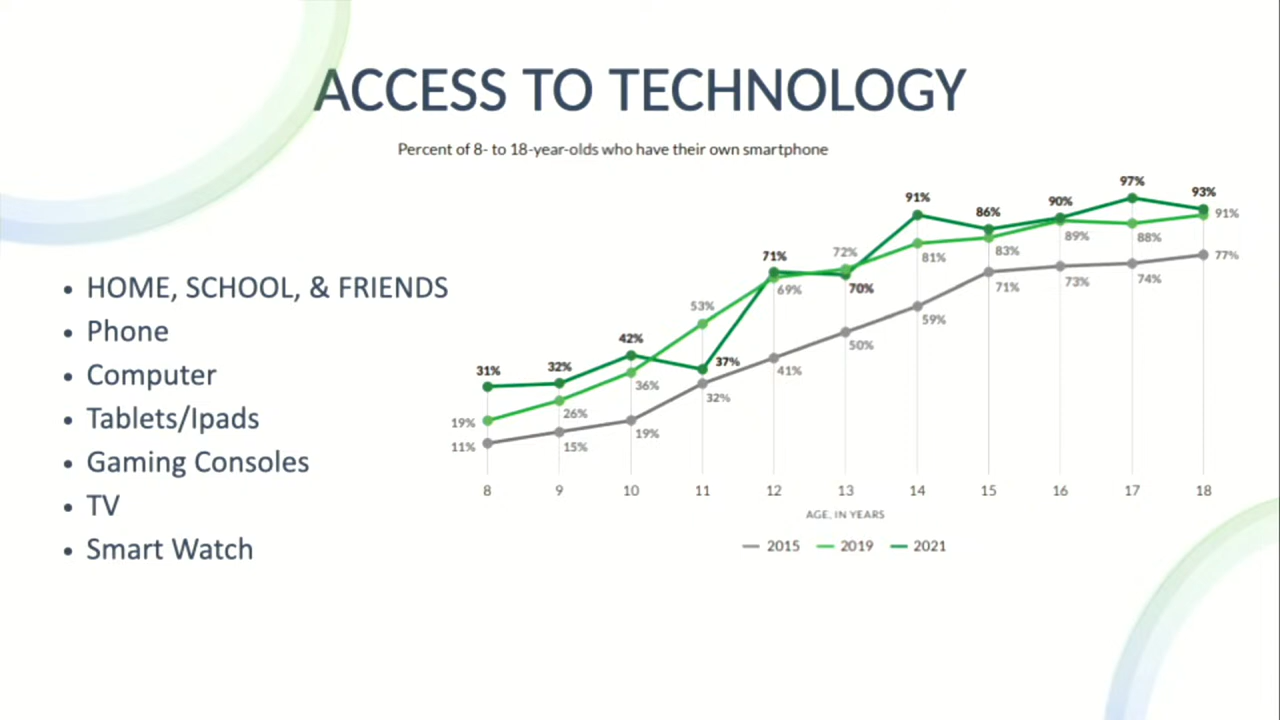 ACCESS TO TECHNOLOGY
Percent of 8- to 18-year-olds who have their own smartphone
• HOME, SCHOOL, & FRIENDS
• Phone
• Computer
• Tablets/Ipads
• Gaming Consoles
• TV
• Smart Watch
31% 32% 42% 37% 71% 70% 91% 86% 90% 97% 93%
19% 26% 36% 53% 69% 72% 81% 83% 89% 88% 91%
11% 15% 19% 32% 41% 50% 59% 71% 73% 74% 77%
8 9 10 11 12 13 14 15 16 17 18
AGE, IN YEARS
2015 2019 2021